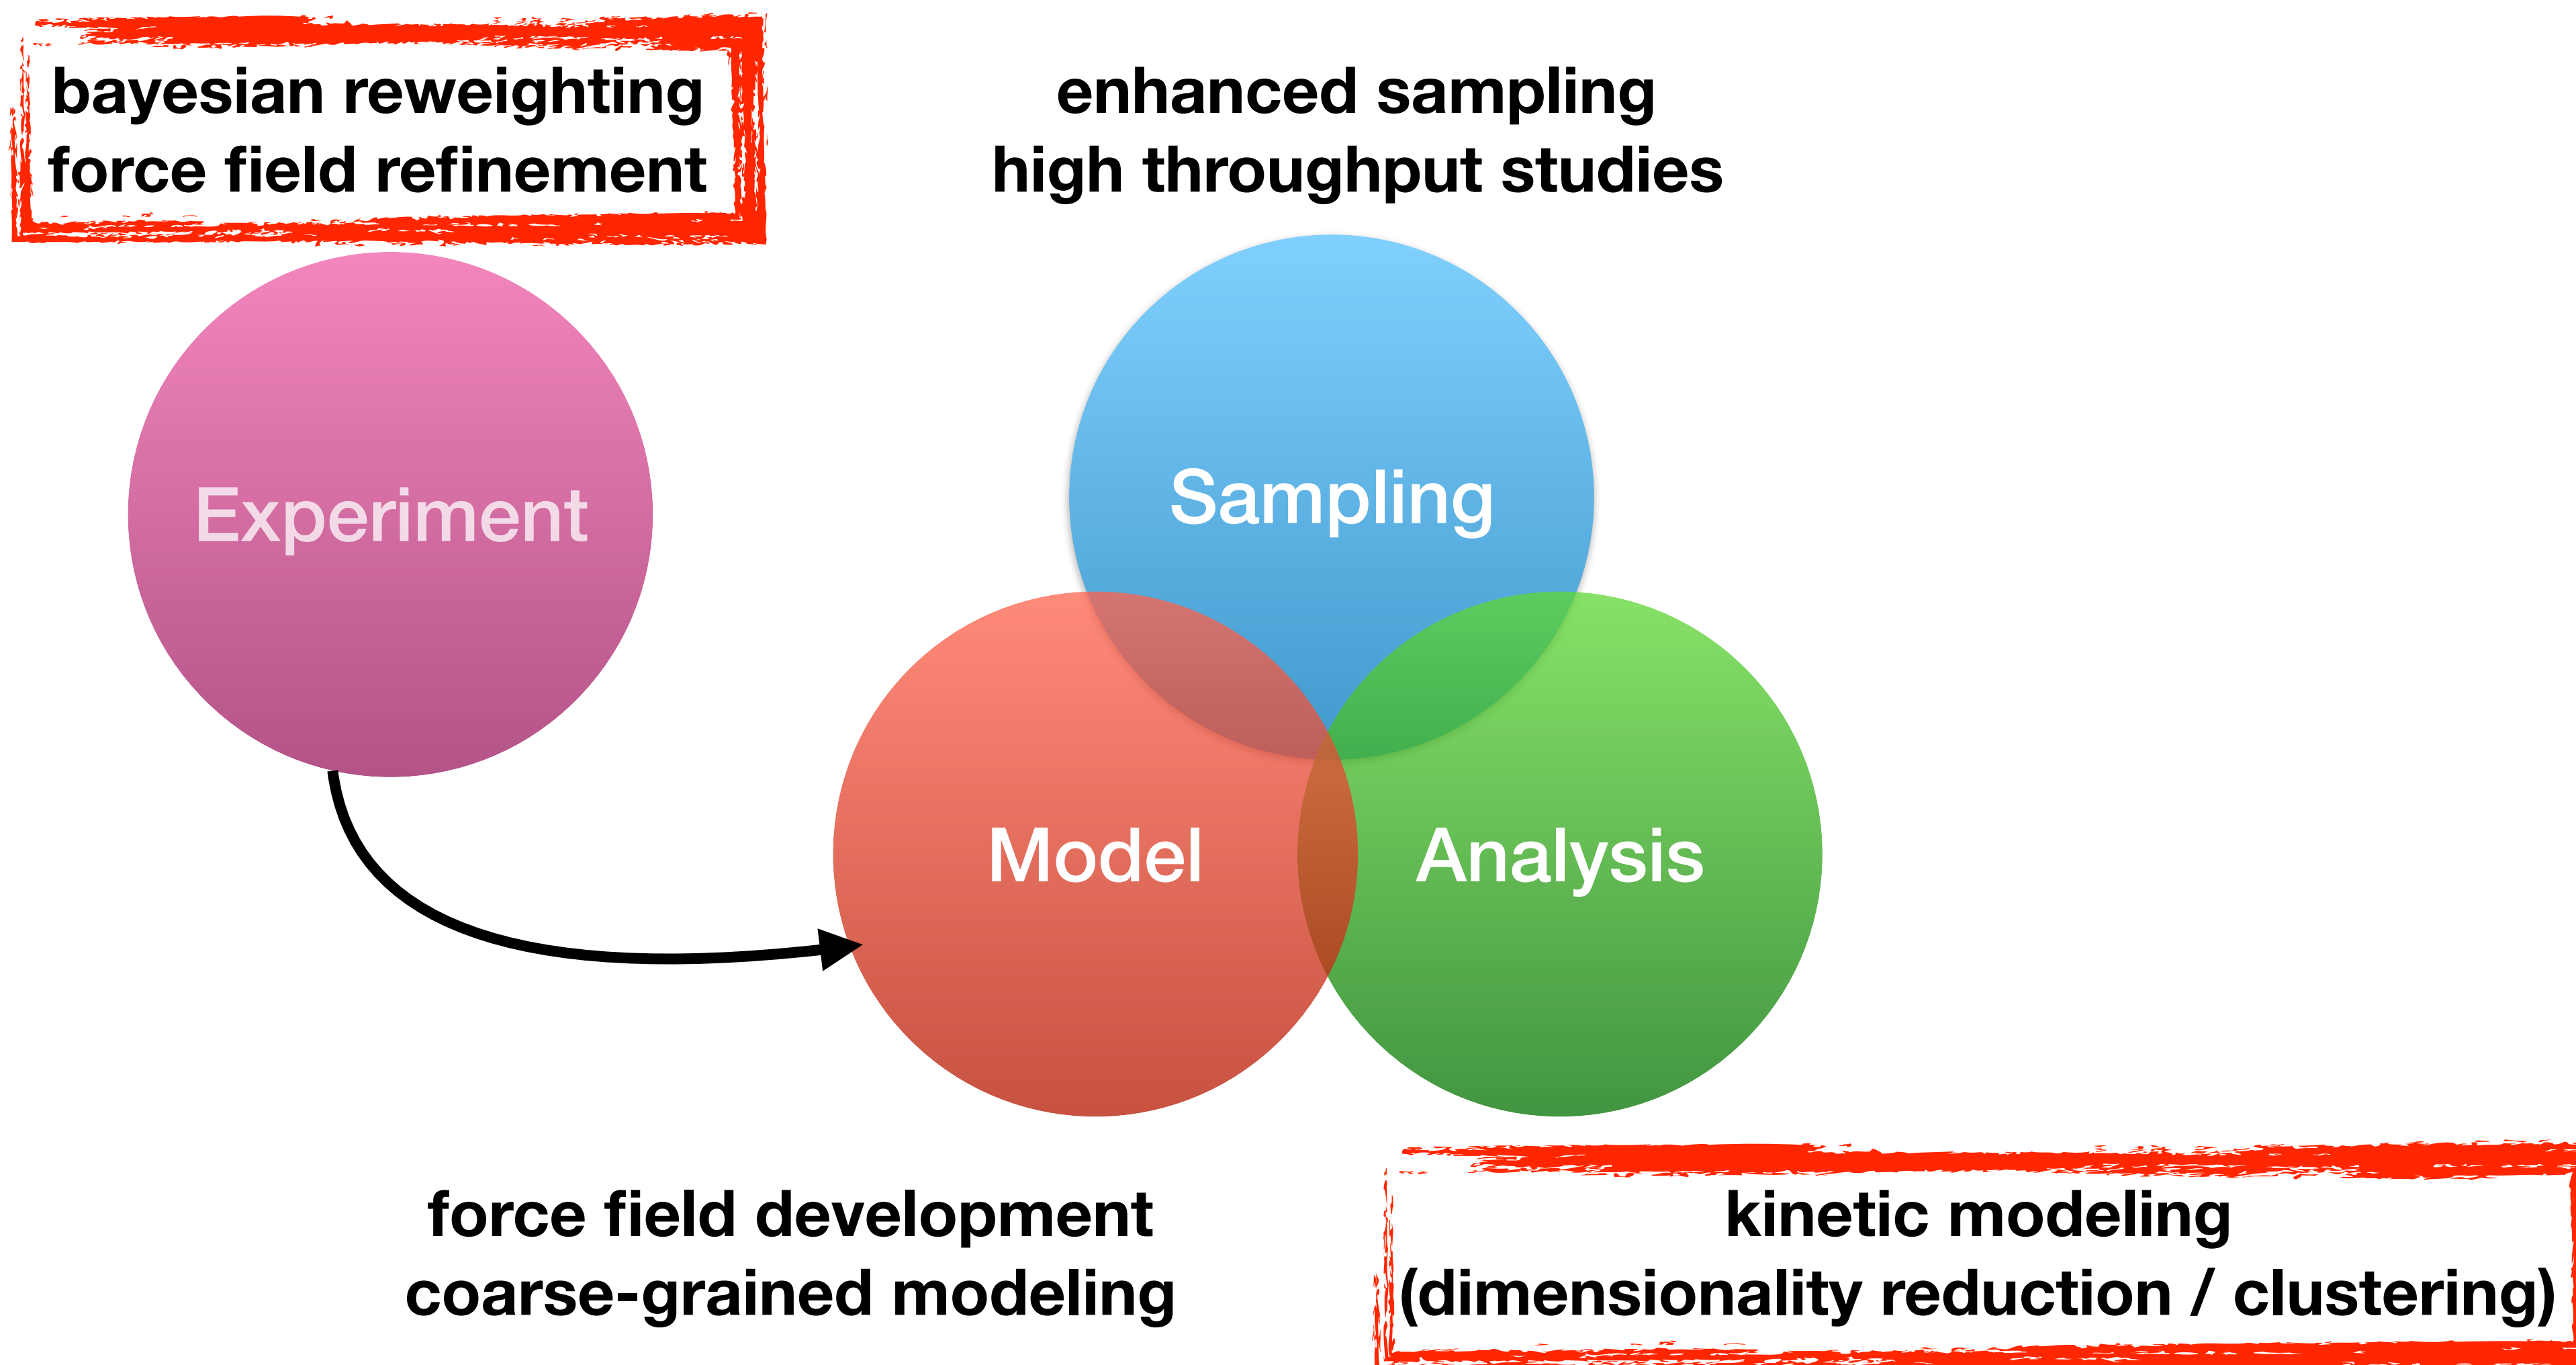 bayesian reweighting
force field refinement
enhanced sampling
high throughput studies
Experiment
Sampling
Model
Analysis
force field development
coarse-grained modeling
kinetic modeling
(dimensionality reduction / clustering)